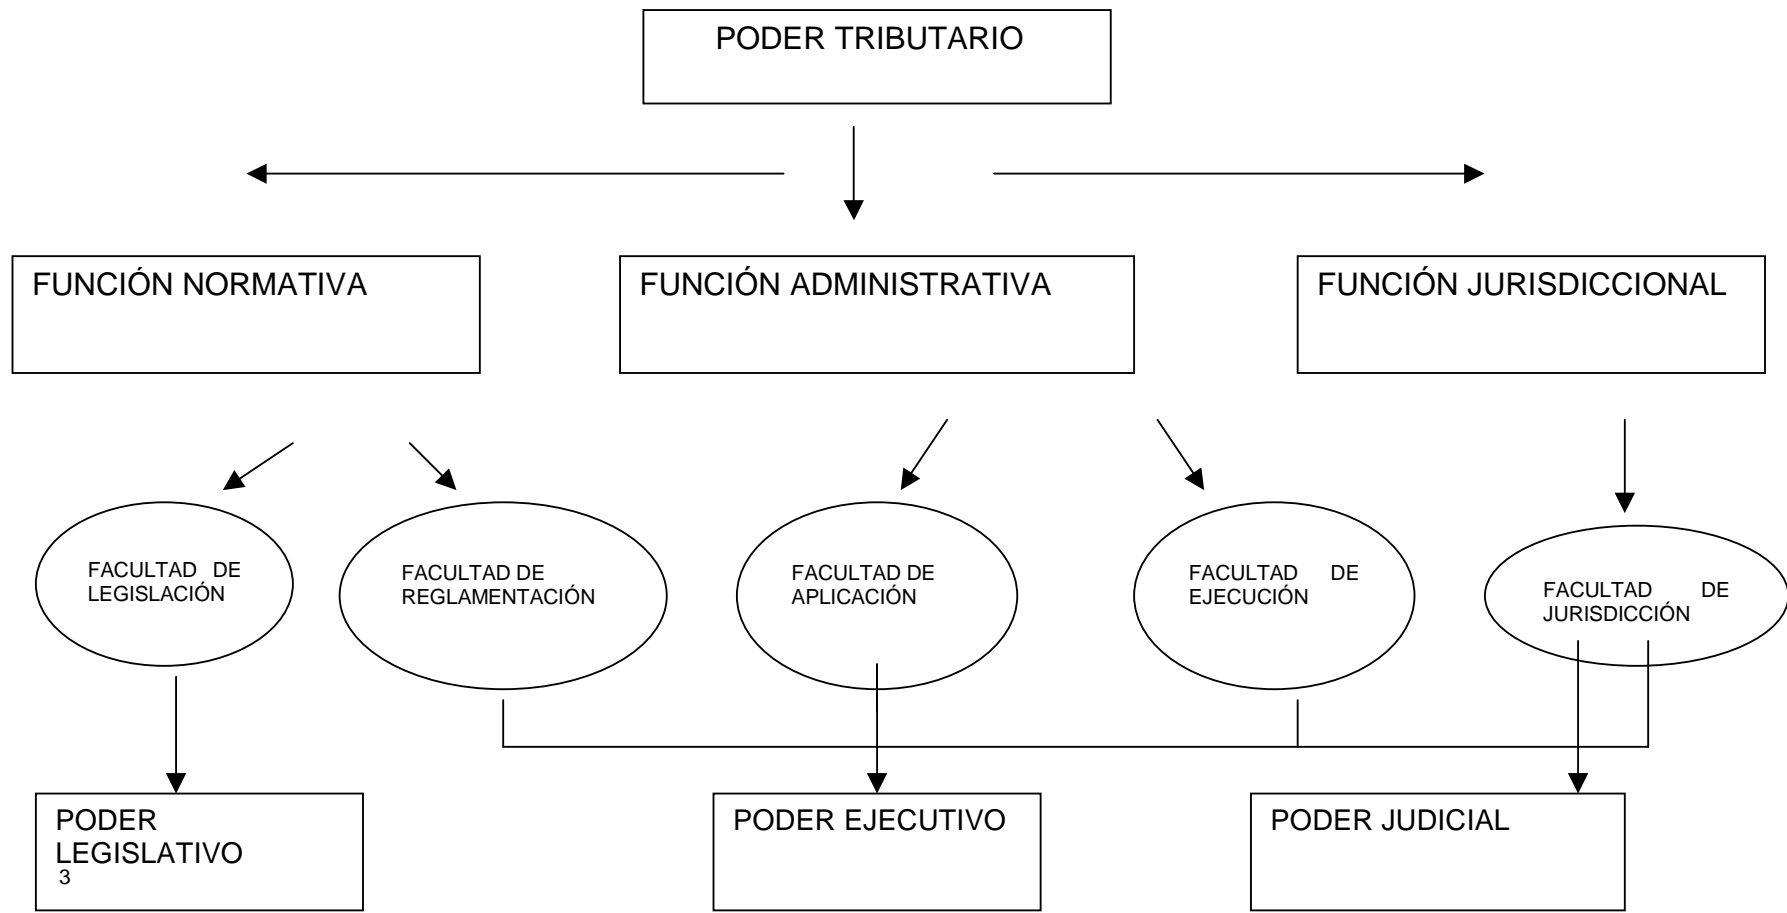 PODER TRIBUTARIO
FUNCIÓN NORMATIVA
FUNCIÓN ADMINISTRATIVA
FUNCIÓN JURISDICCIONAL
FACULTAD DE
LEGISLACIÓN
FACULTAD DE
REGLAMENTACIÓN
FACULTAD DE
APLICACIÓN
FACULTAD DE
EJECUCIÓN
FACULTAD DE
JURISDICCIÓN
PODER
LEGISLATIVO
3
PODER EJECUTIVO
PODER JUDICIAL